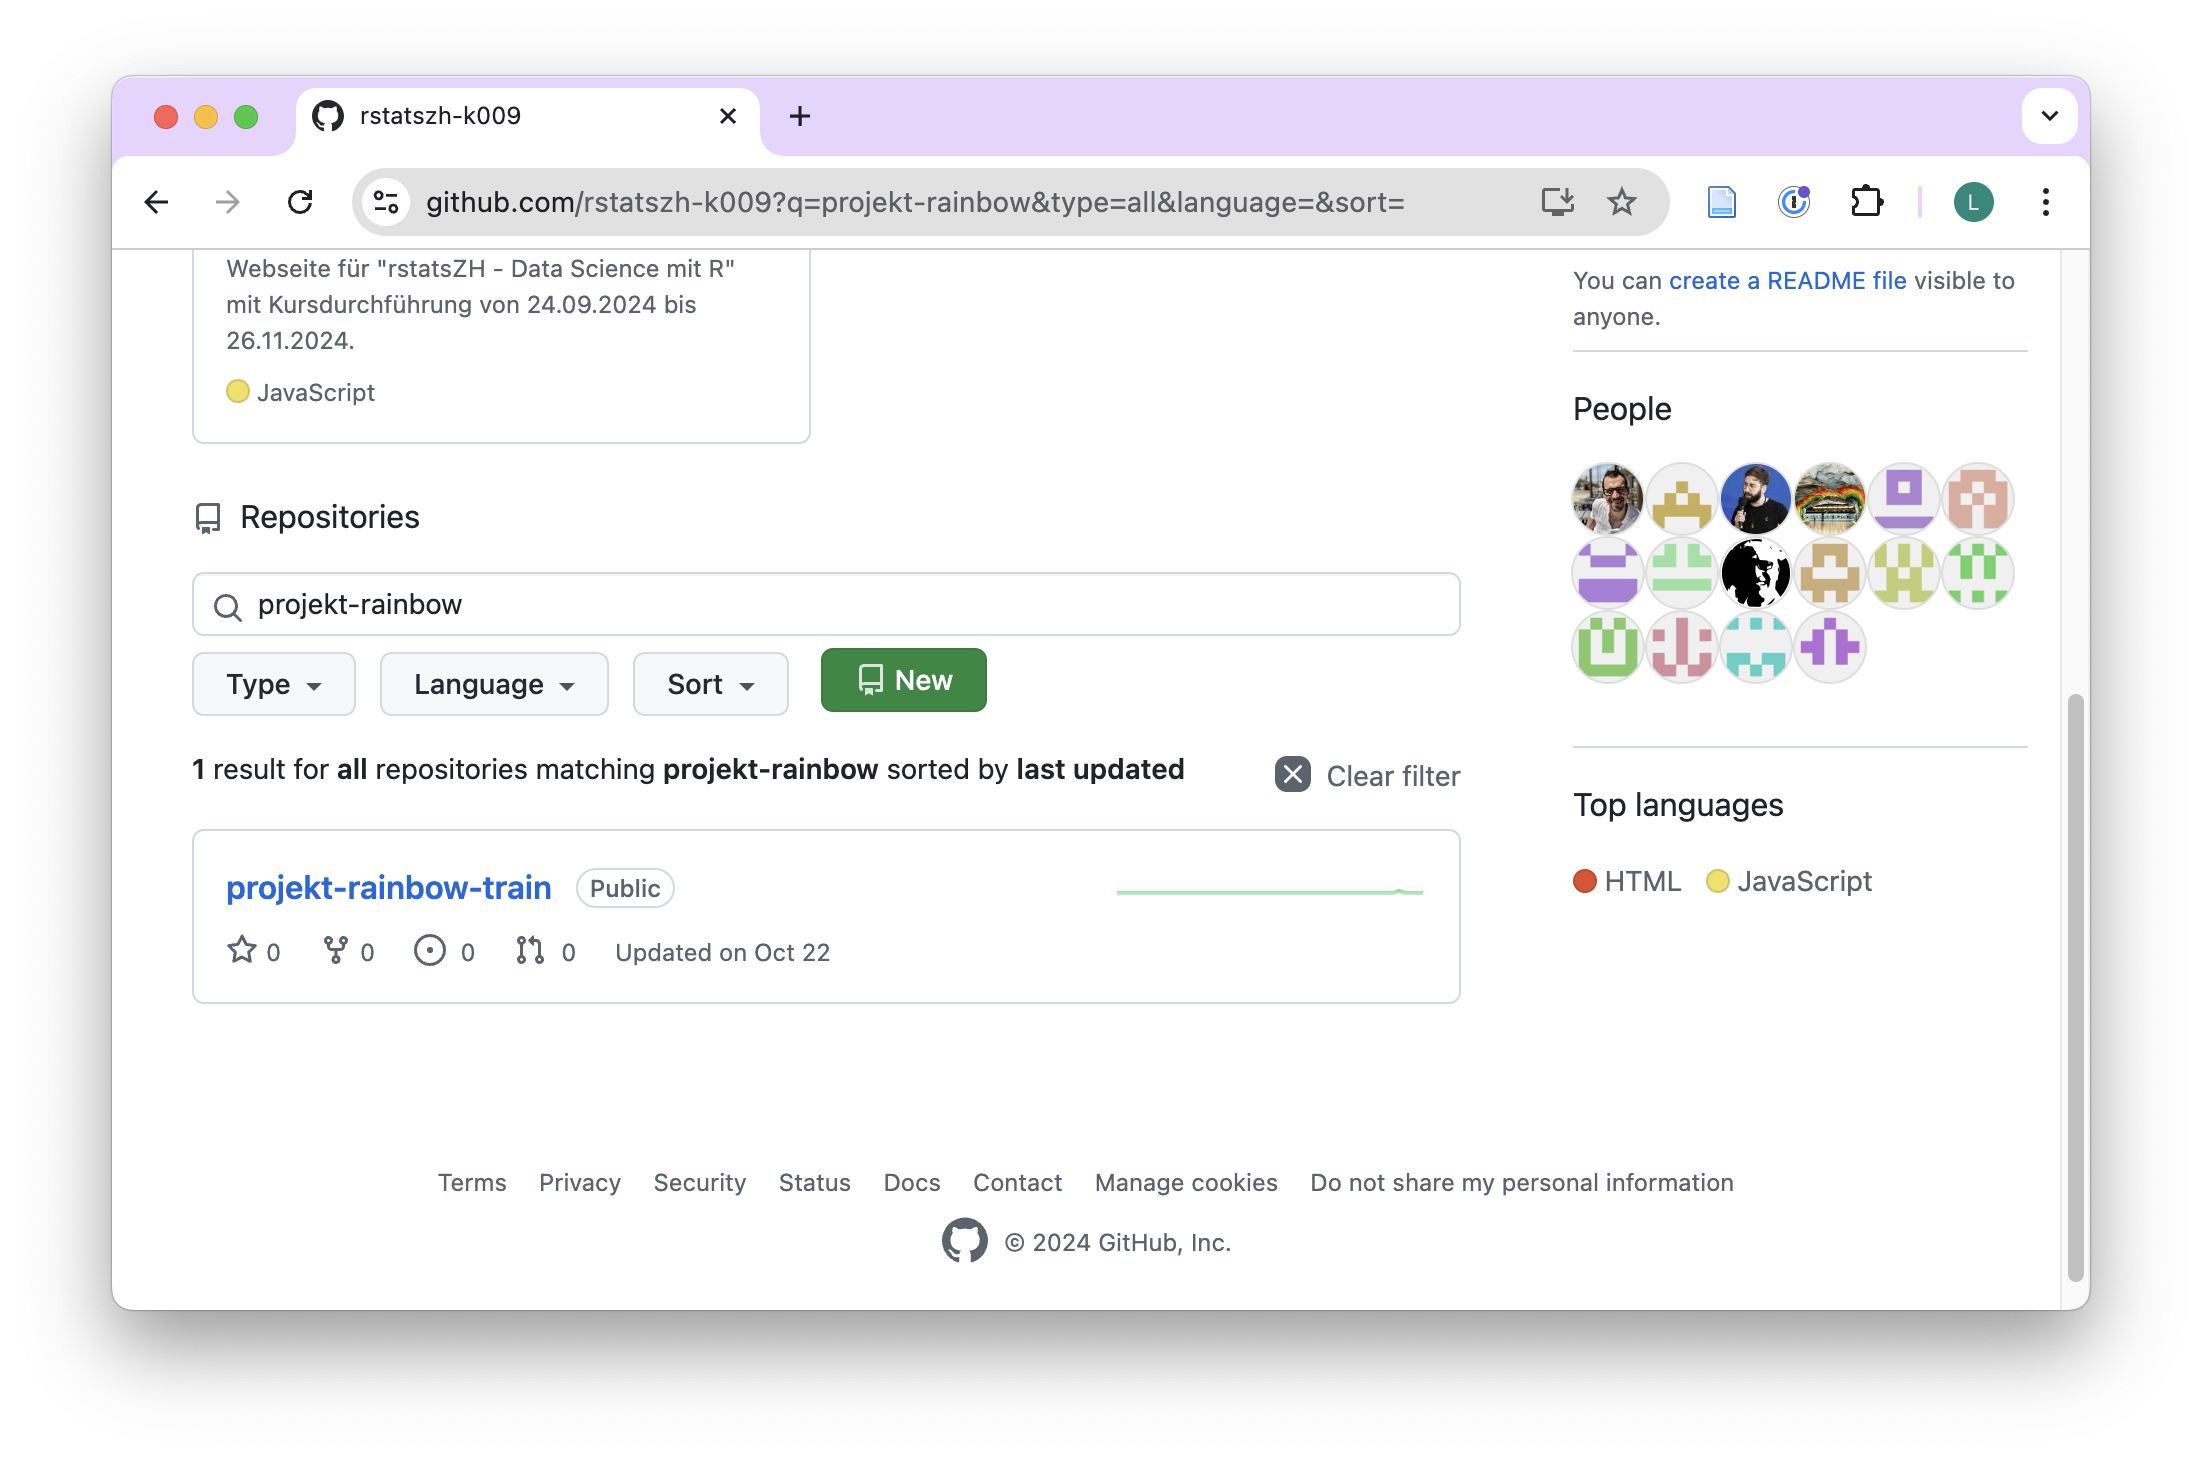 rstatszh-k009
github.com/rstatszh-k009?q=projekt-rainbow&type=all&language=&sort=
L
Webseite für "rstatsZH - Data Science mit R"
mit Kursdurchführung von 24.09.2024 bis
26.11.2024.
JavaScript
Repositories
projekt-rainbow
Type
Language
Sort
New
1 result for all repositories matching projekt-rainbow sorted by last updated
Clear filter
projekt-rainbow-train Public
0 0 0 0 Updated on Oct 22
You can create a README file visible to
anyone.
People
Top languages
HTML JavaScript
Terms Privacy Security Status Docs Contact Manage cookies Do not share my personal information
© 2024 GitHub, Inc.